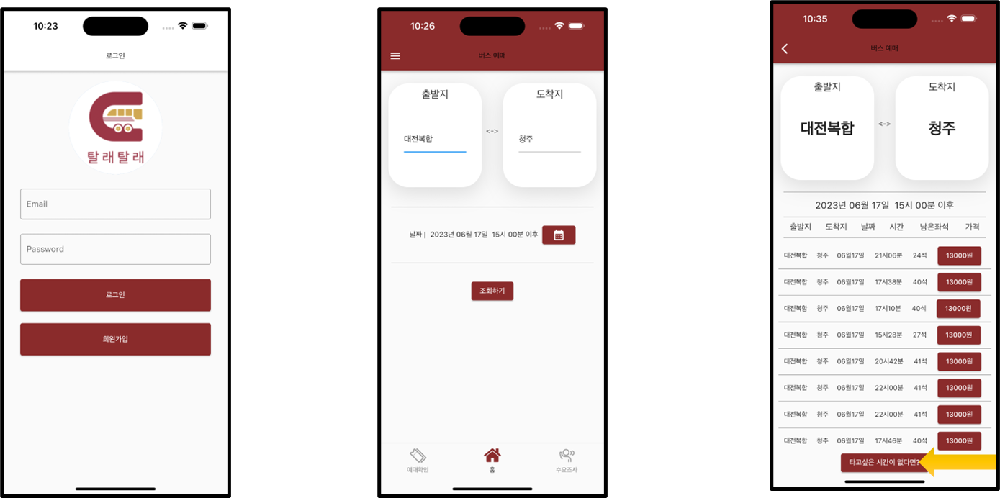 10:23
로그인
탈래탈래
Email
Password
로그인
회원가입
10:26
버스 예매
출발지
도착지
대전복합
<->
청주
날짜 | 2023년 06월 17일 15시 00분 이후
조회하기
예매확인
홈
수요조사
10:35
버스 예매
출발지
도착지
대전복합
<->
청주
2023년 06월 17일 15시 00분 이후
출발지 도착지 날짜 시간 남은좌석 가격
대전복합 청주 06월17일 21시06분 24석 13000원
대전복합 청주 06월17일 17시38분 40석 13000원
대전복합 청주 06월17일 17시10분 40석 13000원
대전복합 청주 06월17일 15시28분 27석 13000원
대전복합 청주 06월17일 20시42분 41석 13000원
대전복합 청주 06월17일 22시00분 41석 13000원
대전복합 청주 06월17일 22시00분 41석 13000원
대전복합 청주 06월17일 17시46분 40석 13000원
타고싶은 시간이 없다면?